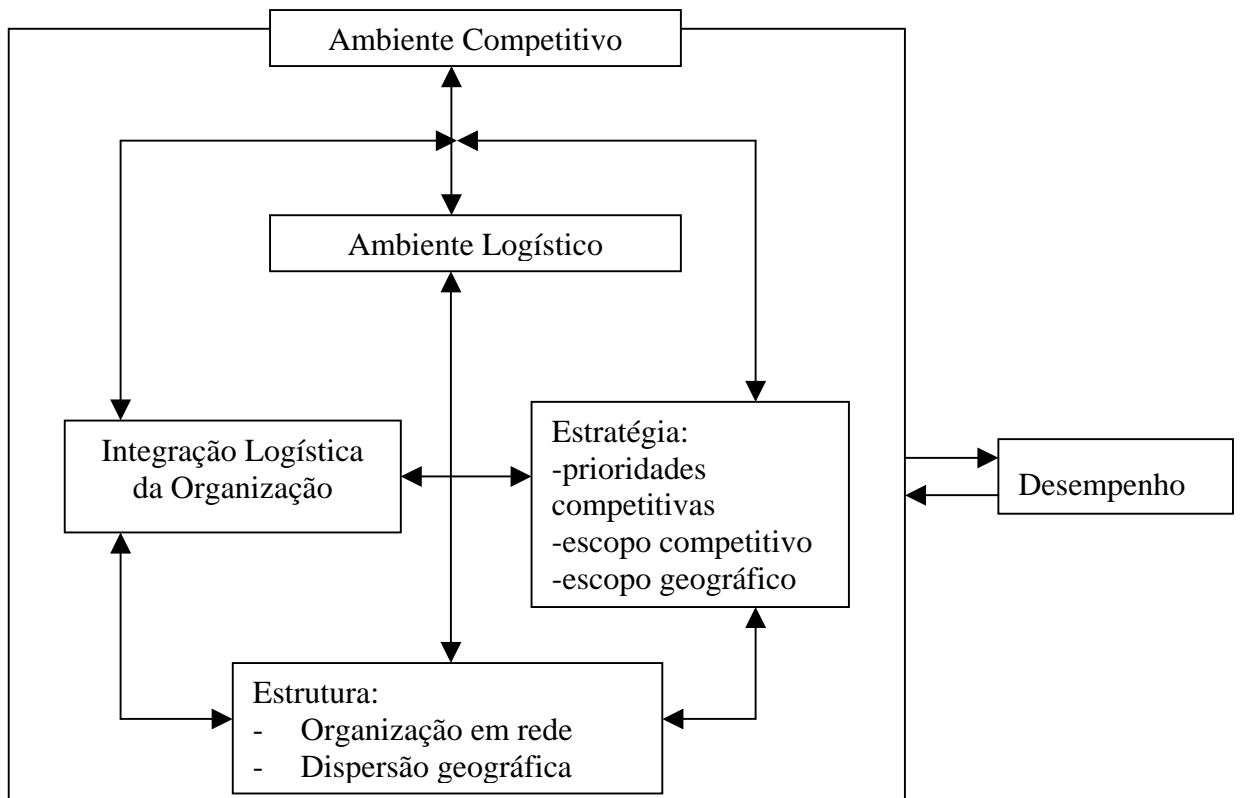 Ambiente Competitivo
Ambiente Logístico
Integração Logística
da Organização
Estratégia:
-prioridades
competitivas
-escopo competitivo
-escopo geográfico
Desempenho
Estrutura:
- Organização em rede
- Dispersão geográfica